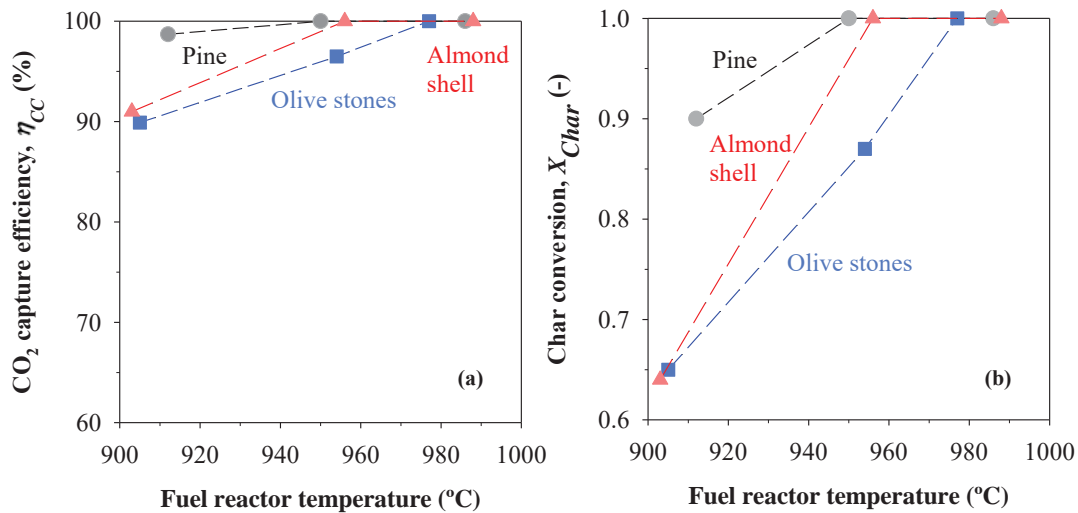 CO2 capture efficiency, ηCC (%)
100
90
80
70
60
Pine
Almond
shell
Olive stones
(a)
900 920 940 960 980 1000
Fuel reactor temperature (ºC)
Char conversion, XChar (-)
1.0
0.9
0.8
0.7
0.6
Pine
Almond
shell
Olive stones
(b)
900 920 940 960 980 1000
Fuel reactor temperature (ºC)